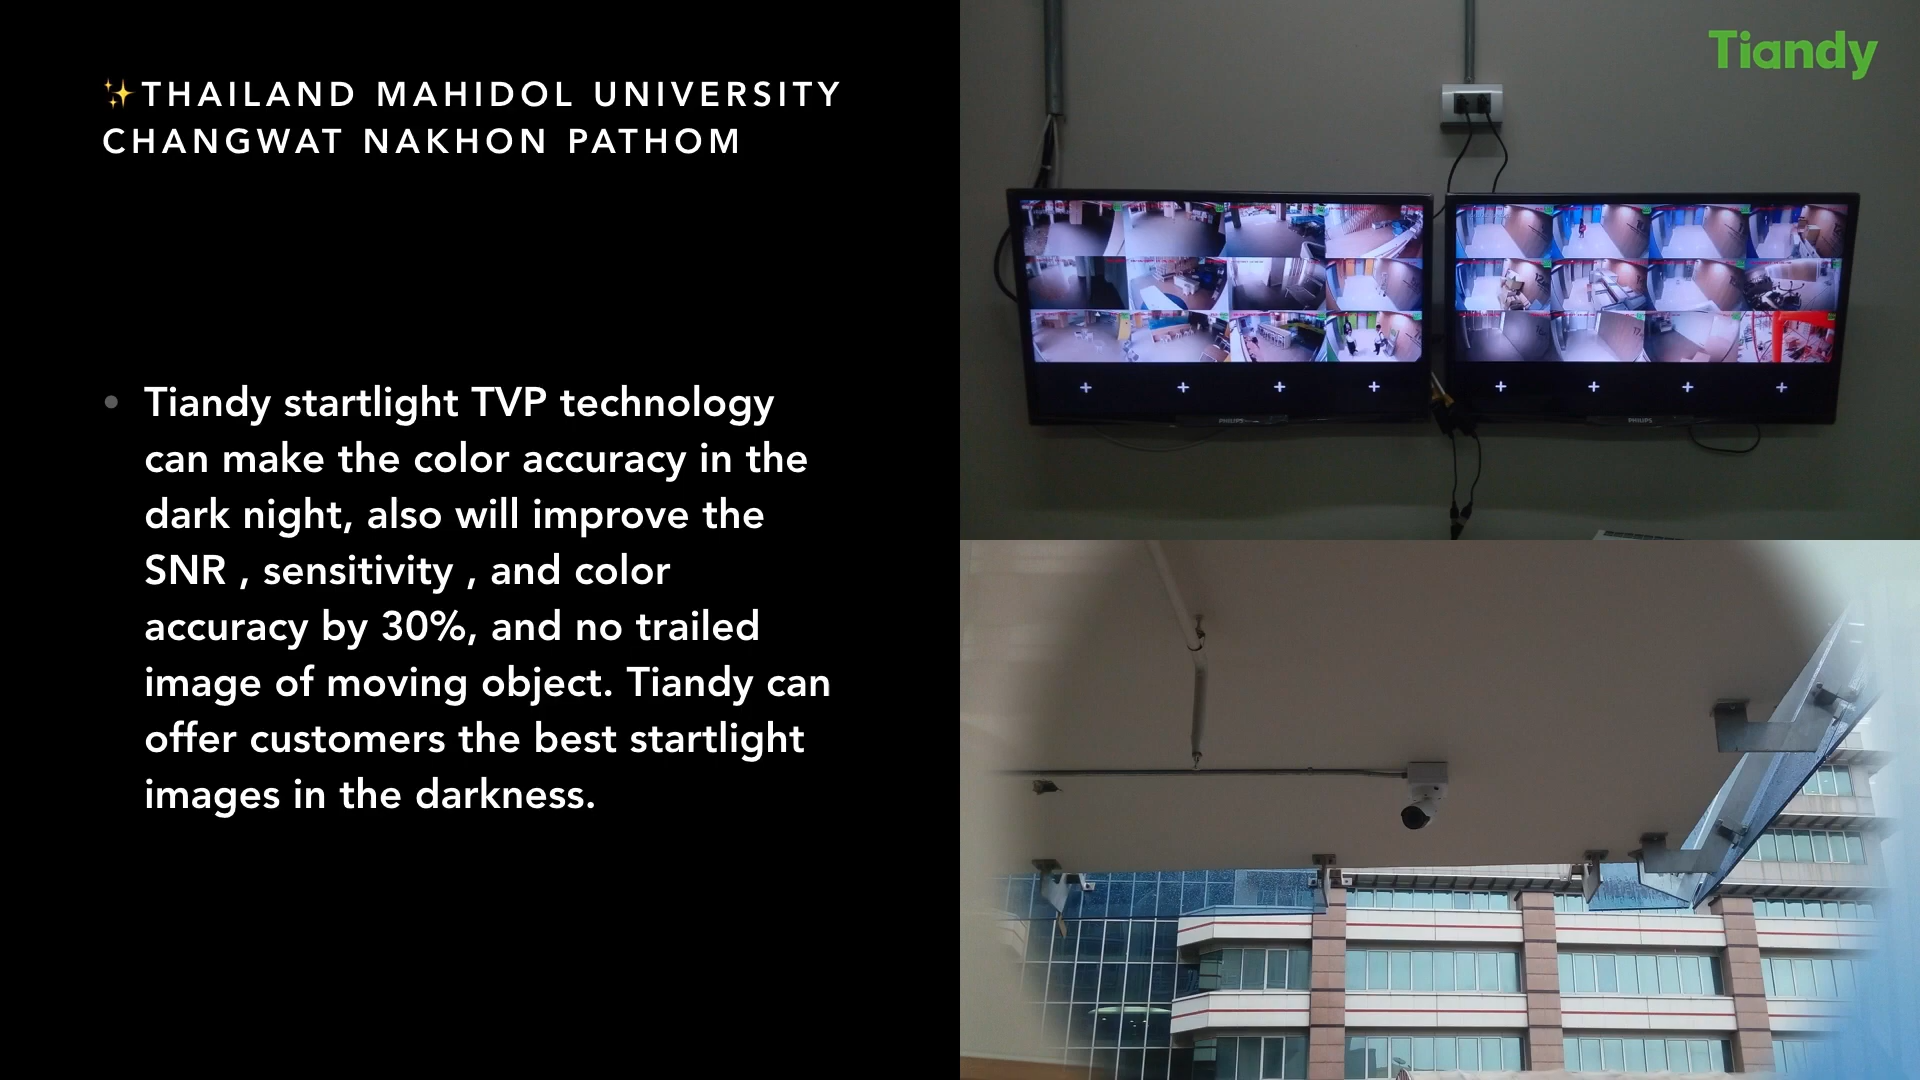 ✨THAILAND MAHIDOL UNIVERSITY
CHANGWAT NAKHON PATHOM
• Tiandy startlight TVP technology
can make the color accuracy in the
dark night, also will improve the
SNR , sensitivity , and color
accuracy by 30%, and no trailed
image of moving object. Tiandy can
offer customers the best startlight
images in the darkness.
Tiandy
PHILIPS
PHILIPS